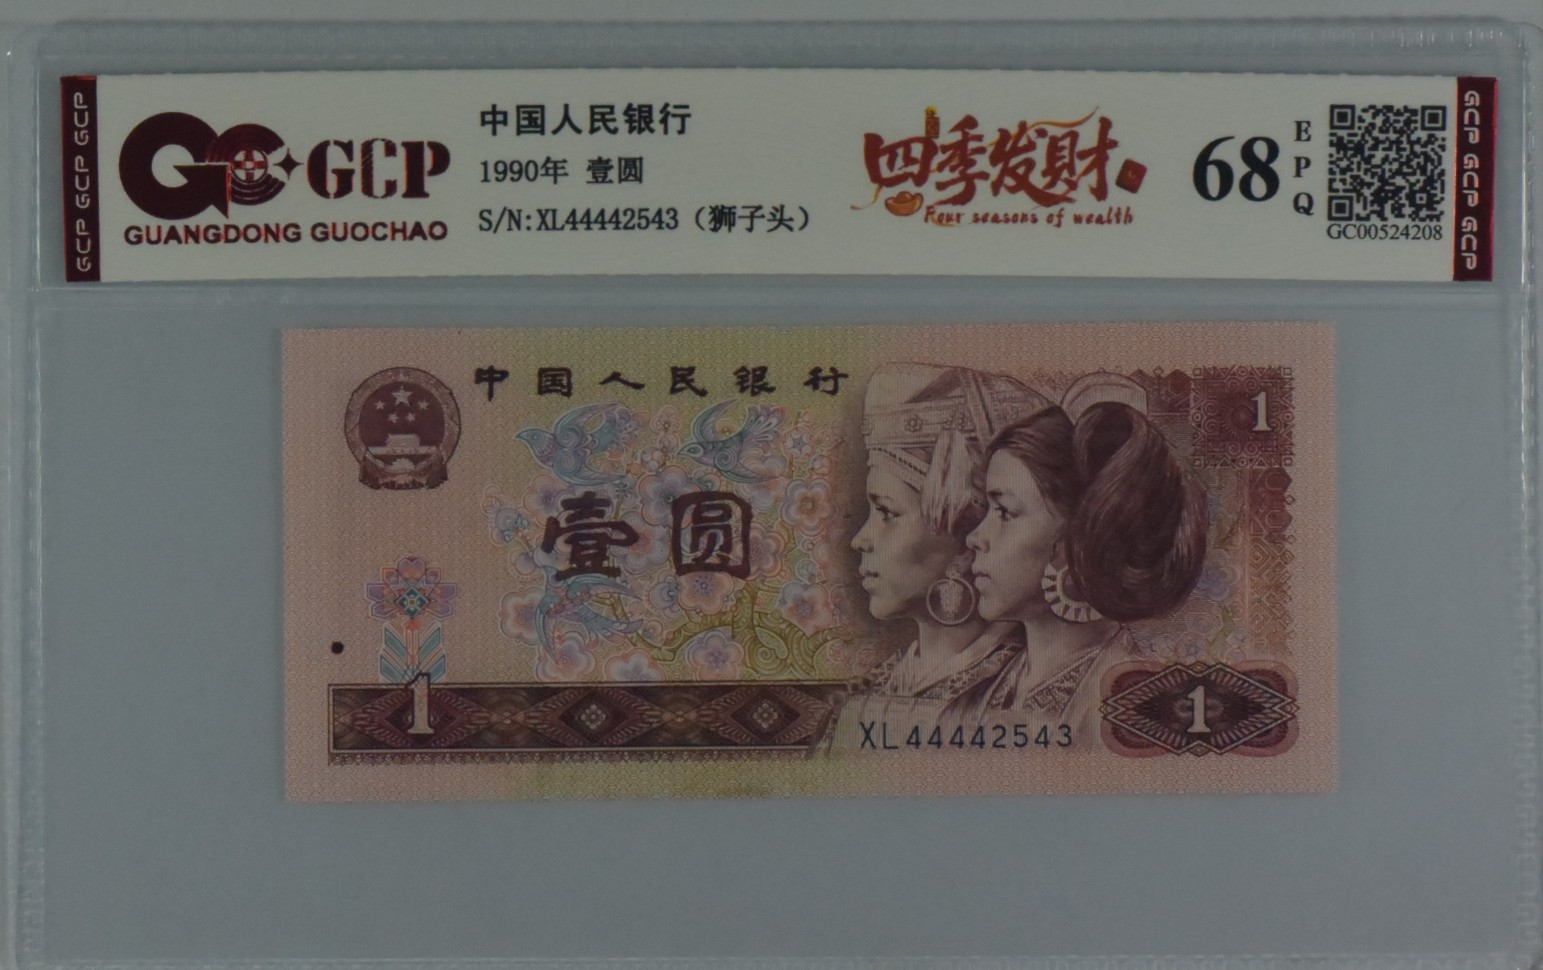 GCP GCP GCP
GCP
GUANGDONG GUOCHAO
中国人民银行
1990年 壹圆
S/N:XL44442543（狮子头）
四季发财
Four seasons of wealth
68
EPQ
GC00524208
GCP GCP GCP
中国人民银行
1
壹圆
1
XL44442543
1